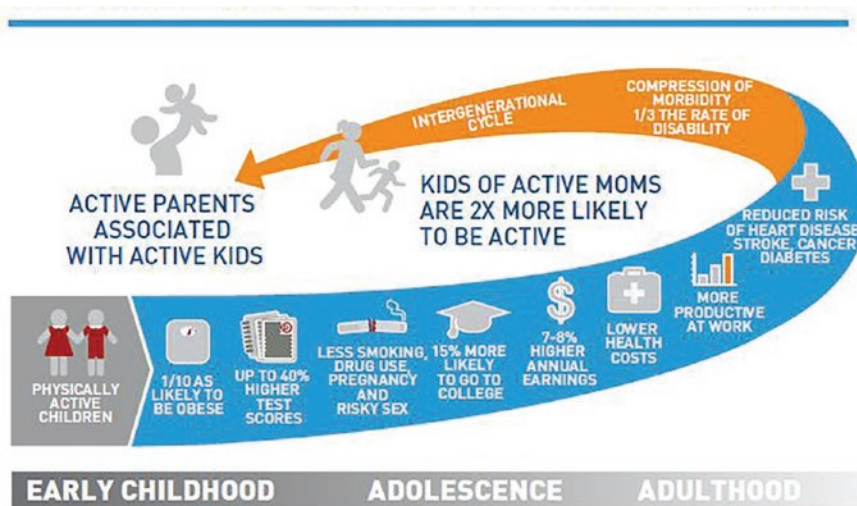 INTERGENERATIONAL
CYCLE
COMPRESSION OF
MORBIDITY
1/3 THE RATE OF
DISABILITY
ACTIVE PARENTS
ASSOCIATED
WITH ACTIVE KIDS
KIDS OF ACTIVE MOMS
ARE 2X MORE LIKELY
TO BE ACTIVE
PHYSICALLY
ACTIVE
CHILDREN
1/10 AS
LIKELY TO
BE OBESE
UP TO 40%
HIGHER
TEST
SCORES
LESS SMOKING,
DRUG USE,
PREGNANCY
AND
RISKY SEX
15% MORE
LIKELY
TO GO TO
COLLEGE
$
7-8%
HIGHER
ANNUAL
EARNINGS
LOWER
HEALTH
COSTS
MORE
PRODUCTIVE
AT WORK
REDUCED RISK
OF HEART DISEASE
STROKE, CANCER
DIABETES
EARLY CHILDHOOD
ADOLESCENCE
ADULTHOOD